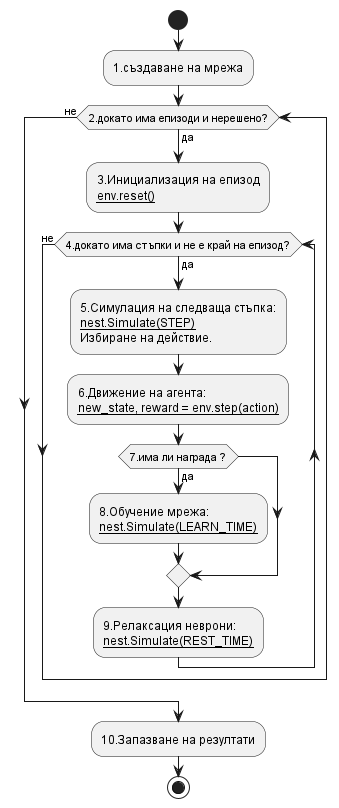 1.създаване на мрежа
не
2.докато има епизоди и нерешено?
да
3.Инициализация на епизод
env.reset()
не
4.докато има стъпки и не е край на епизод?
да
5.Симулация на следваща стъпка:
nest.Simulate(STEP)
Избиране на действие.
6.Движение на агента:
new_state, reward = env.step(action)
7.има ли награда ?
да
8.Обучение мрежа:
nest.Simulate(LEARN_TIME)
9.Релаксация неврони:
nest.Simulate(REST_TIME)
10.Запазване на резултати